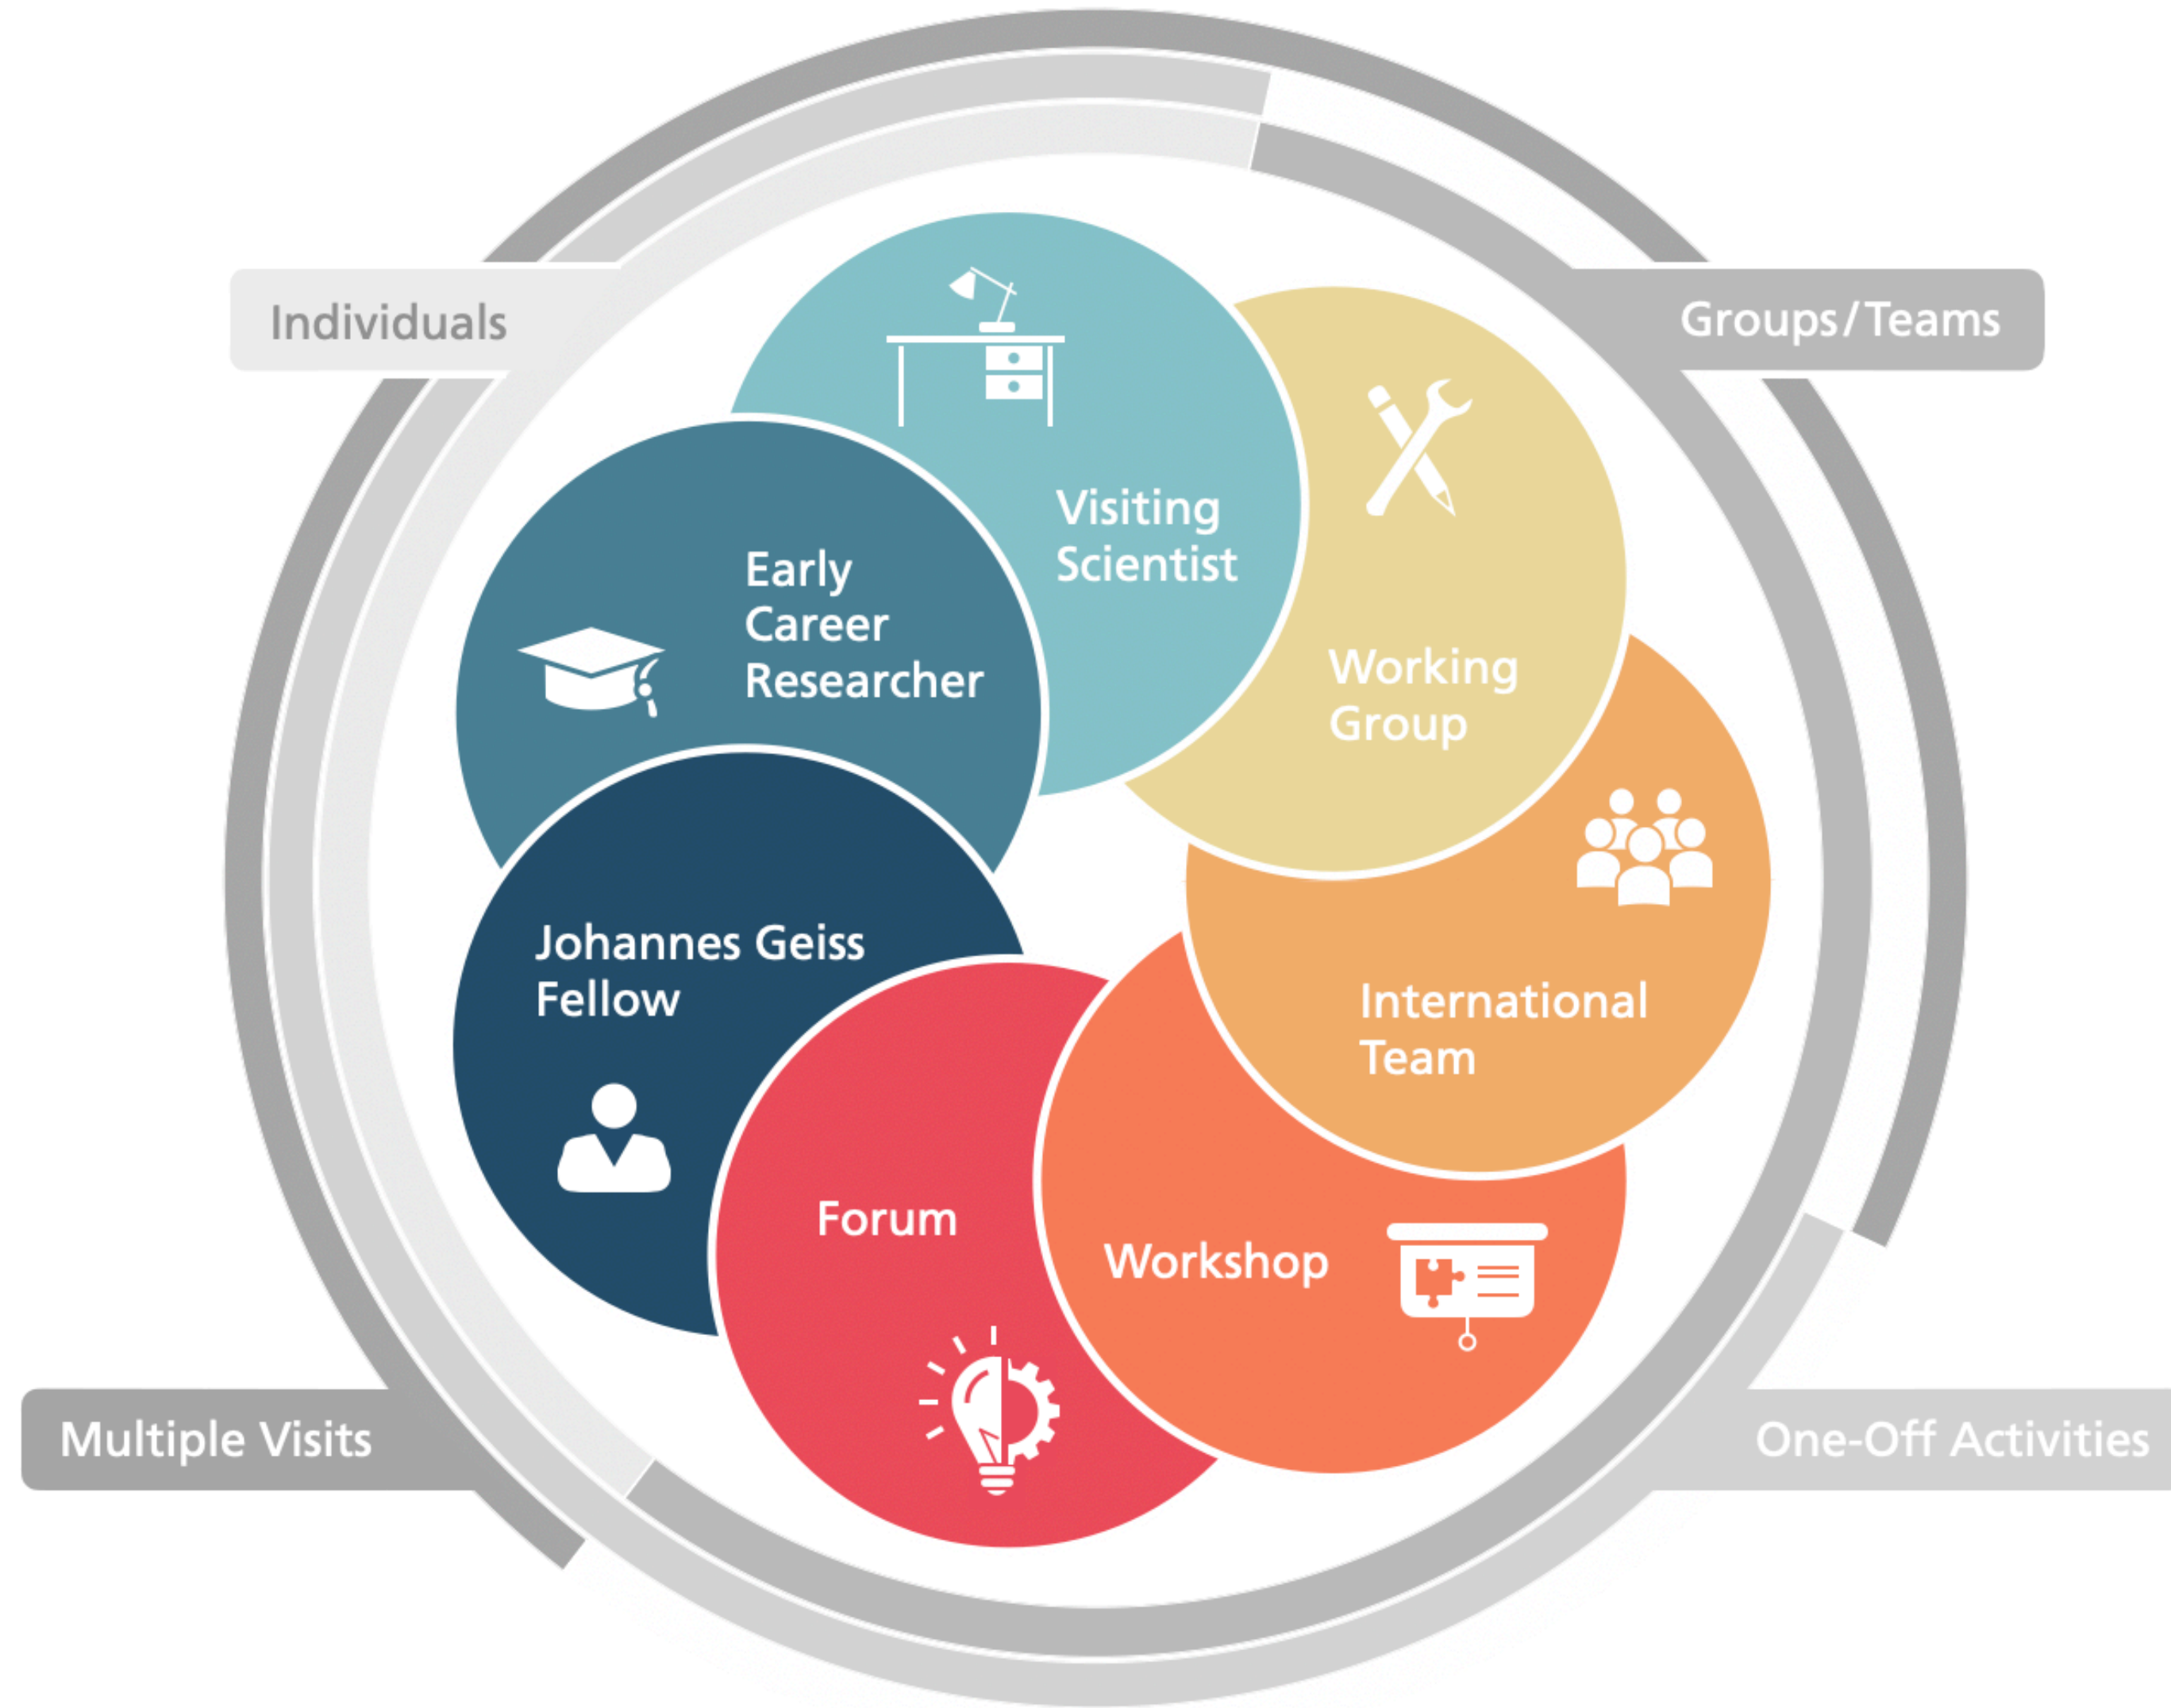 Individuals
Groups/Teams
Visiting
Scientist
Early
Career
Researcher
Working
Group
Johannes Geiss
Fellow
International
Team
Forum
Workshop
Multiple Visits
One-Off Activities